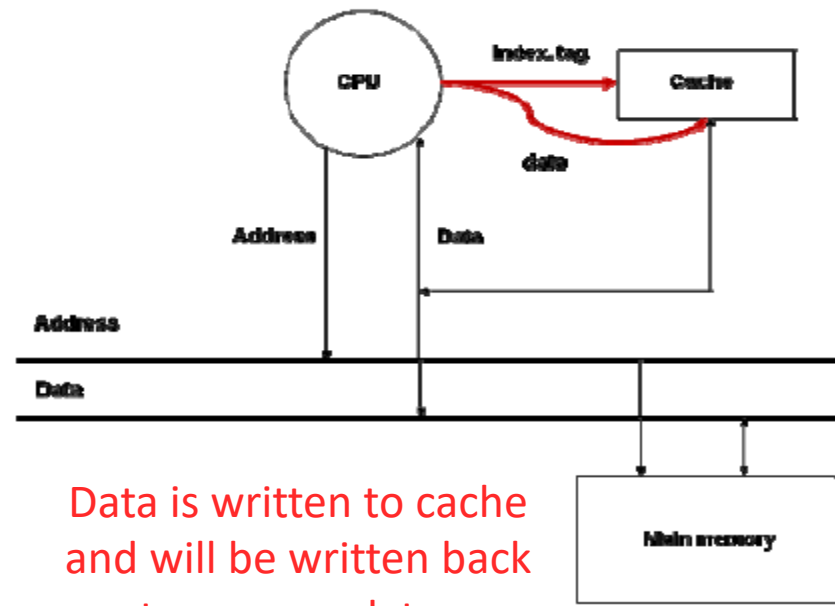 Index, tag
CPU
Cache
data
Address
Data
Address
Data
Data is written to cache
and will be written back
Main memory